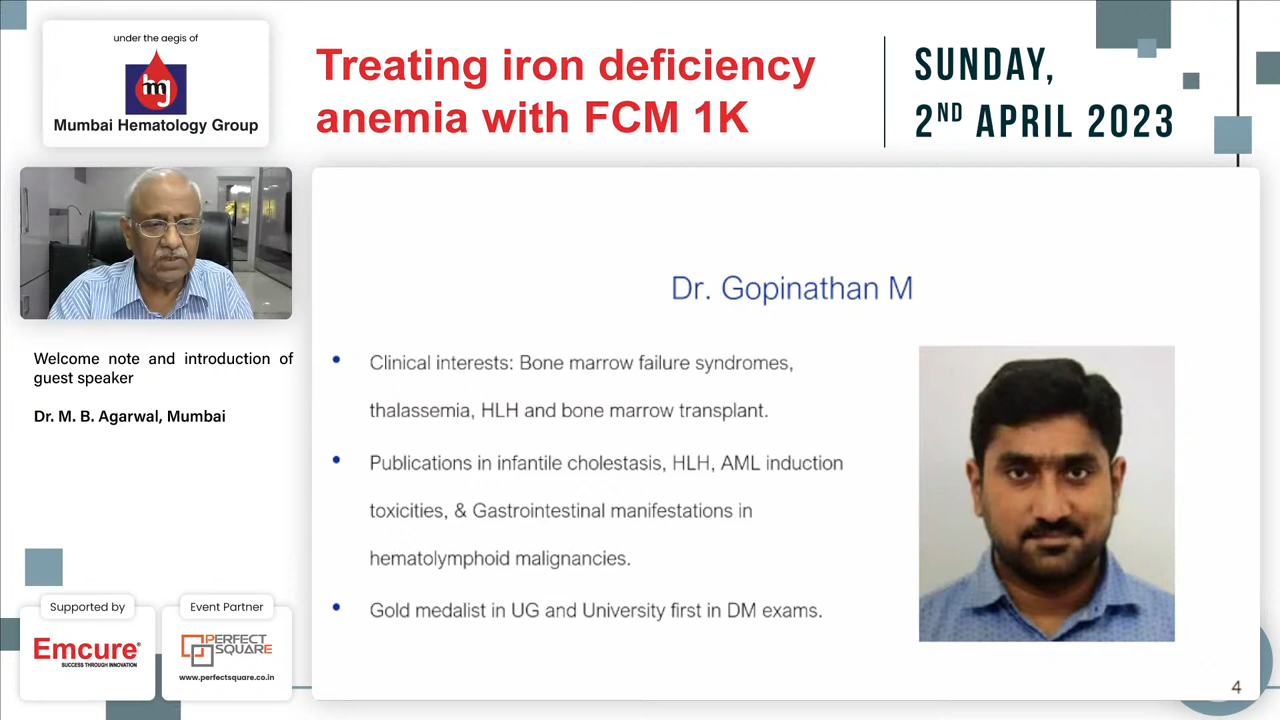 under the aegis of
mhg
Mumbai Hematology Group
Treating iron deficiency
anemia with FCM 1K
SUNDAY,
2ND APRIL 2023
Welcome note and introduction of
guest speaker
Dr. M. B. Agarwal, Mumbai
Dr. Gopinathan M
• Clinical interests: Bone marrow failure syndromes,
thalassemia, HLH and bone marrow transplant.
• Publications in infantile cholestasis, HLH, AML induction
toxicities, & Gastrointestinal manifestations in
hematolymphoid malignancies.
• Gold medalist in UG and University first in DM exams.
4
Supported by
Emcure®
SUCCESS THROUGH INNOVATION
Event Partner
PERFECT
SQUARE
www.perfectsquare.co.in